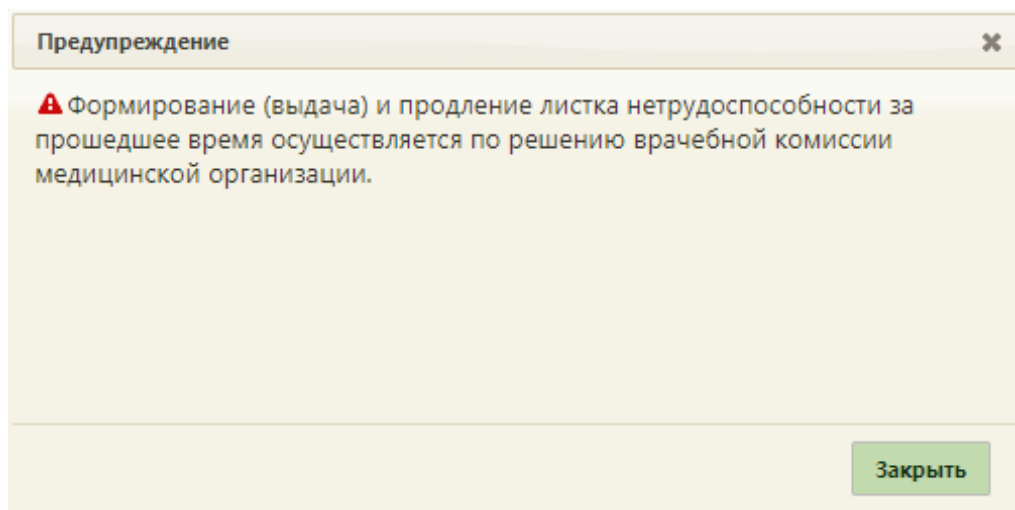 Предупреждение
Формирование (выдача) и продление листка нетрудоспособности за
прошедшее время осуществляется по решению врачебной комиссии
медицинской организации.
Закрыть